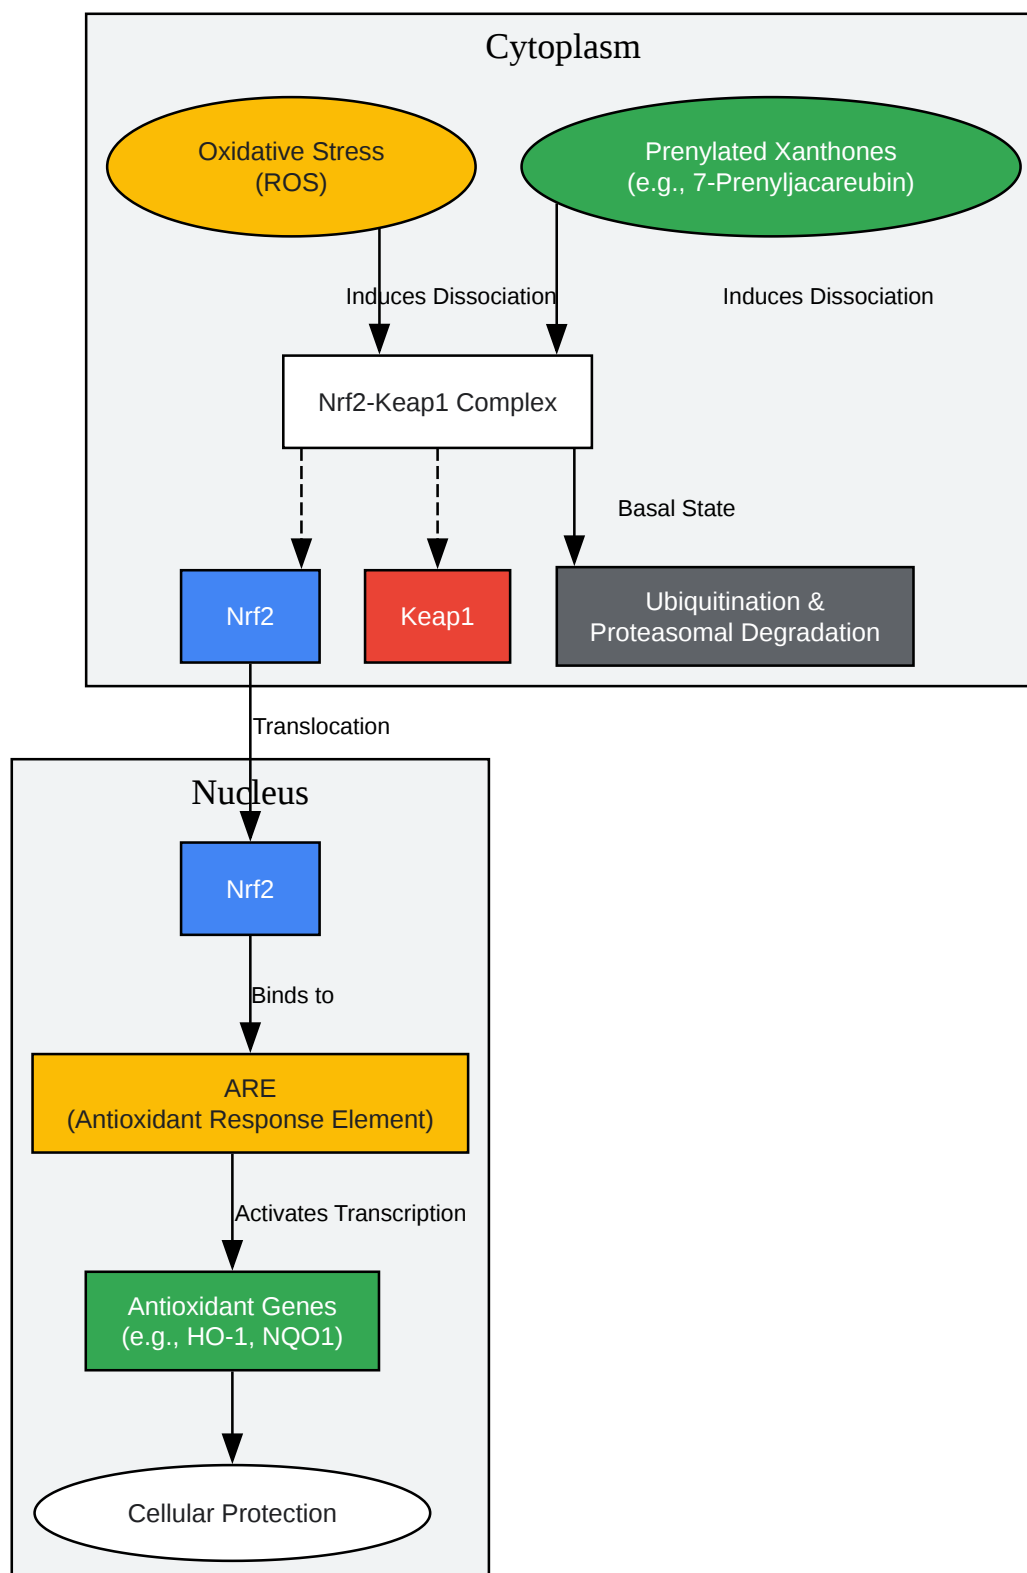 Cytoplasm
Oxidative Stress
(ROS)
Prenylated Xanthones
(e.g., 7-Prenyljacareubin)
Induces Dissociation
Induces Dissociation
Nrf2-Keap1 Complex
Basal State
Nrf2
Keap1
Ubiquitination &
Proteasomal Degradation
Translocation
Nucleus
Nrf2
Binds to
ARE
(Antioxidant Response Element)
Activates Transcription
Antioxidant Genes
(e.g., HO-1, NQO1)
Cellular Protection